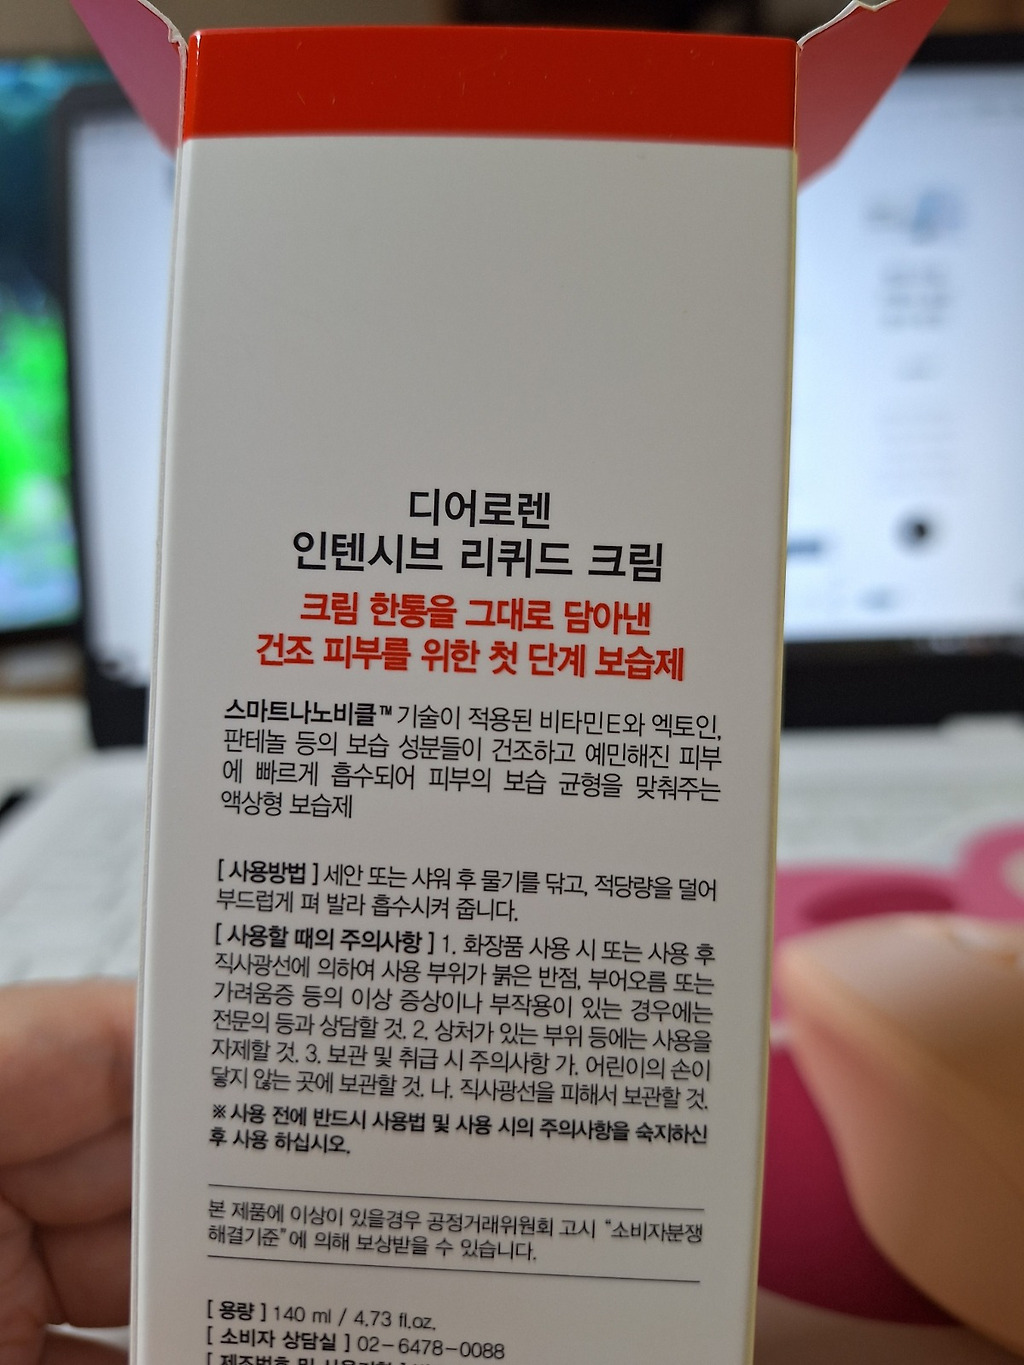 디어로렌
인텐시브 리퀴드 크림
크림 한통을 그대로 담아낸
건조 피부를 위한 첫 단계 보습제
스마트나노비클™ 기술이 적용된 비타민E와 엑토인,
판테놀 등의 보습 성분들이 건조하고 예민해진 피부
에 빠르게 흡수되어 피부의 보습 균형을 맞춰주는
액상형 보습제
[ 사용방법 ] 세안 또는 샤워 후 물기를 닦고, 적당량을 덜어
부드럽게 펴 발라 흡수시켜 줍니다.
[ 사용할 때의 주의사항 ] 1. 화장품 사용 시 또는 사용 후
직사광선에 의하여 사용 부위가 붉은 반점, 부어오름 또는
가려움증 등의 이상 증상이나 부작용이 있는 경우에는
전문의 등과 상담할 것. 2. 상처가 있는 부위 등에는 사용을
자제할 것. 3. 보관 및 취급 시 주의사항 가. 어린이의 손이
닿지 않는 곳에 보관할 것. 나. 직사광선을 피해서 보관할 것.
※ 사용 전에 반드시 사용법 및 사용 시의 주의사항을 숙지하신
후 사용 하십시오.
본 제품에 이상이 있을경우 공정거래위원회 고시 "소비자분쟁
해결기준"에 의해 보상받을 수 있습니다.
[ 용량 ] 140 ml / 4.73 fl.oz.
[ 소비자 상담실 ] 02-6478-0088